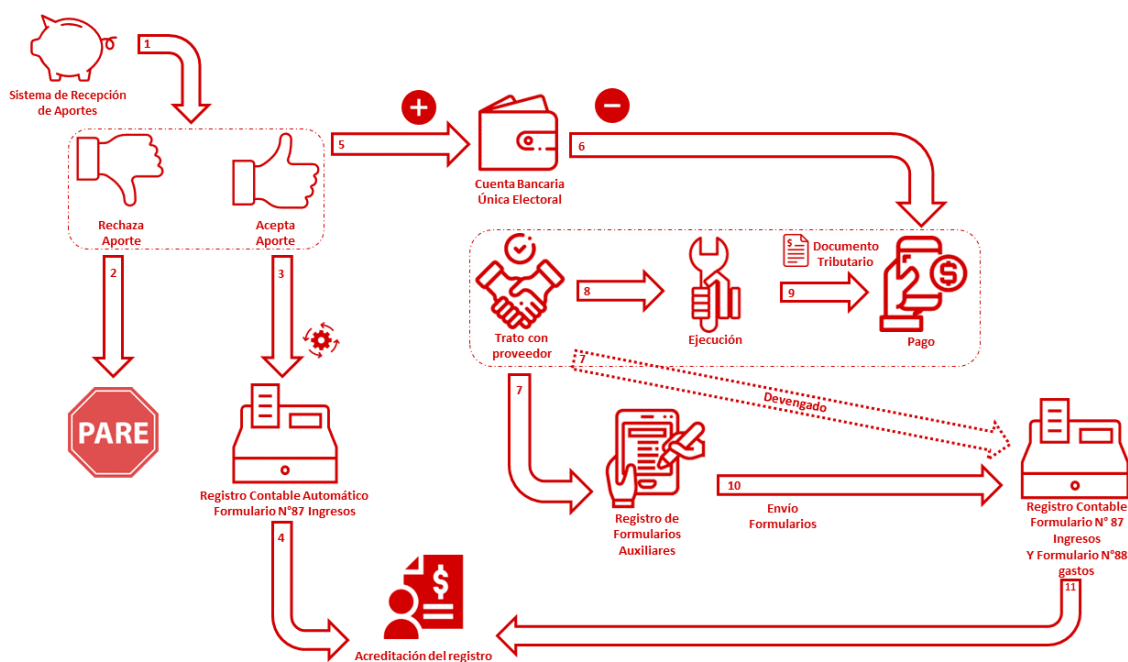 1
Sistema de Recepción
de Aportes
5
6
Cuenta Bancaria
Única Electoral
Rechaza
Aporte
Acepta
Aporte
2
3
$
Documento
Tributario
8
9
$
Trato con
proveedor
Ejecución
Pago
7
7
Devengado
PARE
Registro Contable Automático
Formulario N°87 Ingresos
4
10
Envío
Formularios
Registro de
Formularios
Auxiliares
Registro Contable
Formulario N° 87
Ingresos
Y Formulario N°88
gastos
11
$
Acreditación del registro